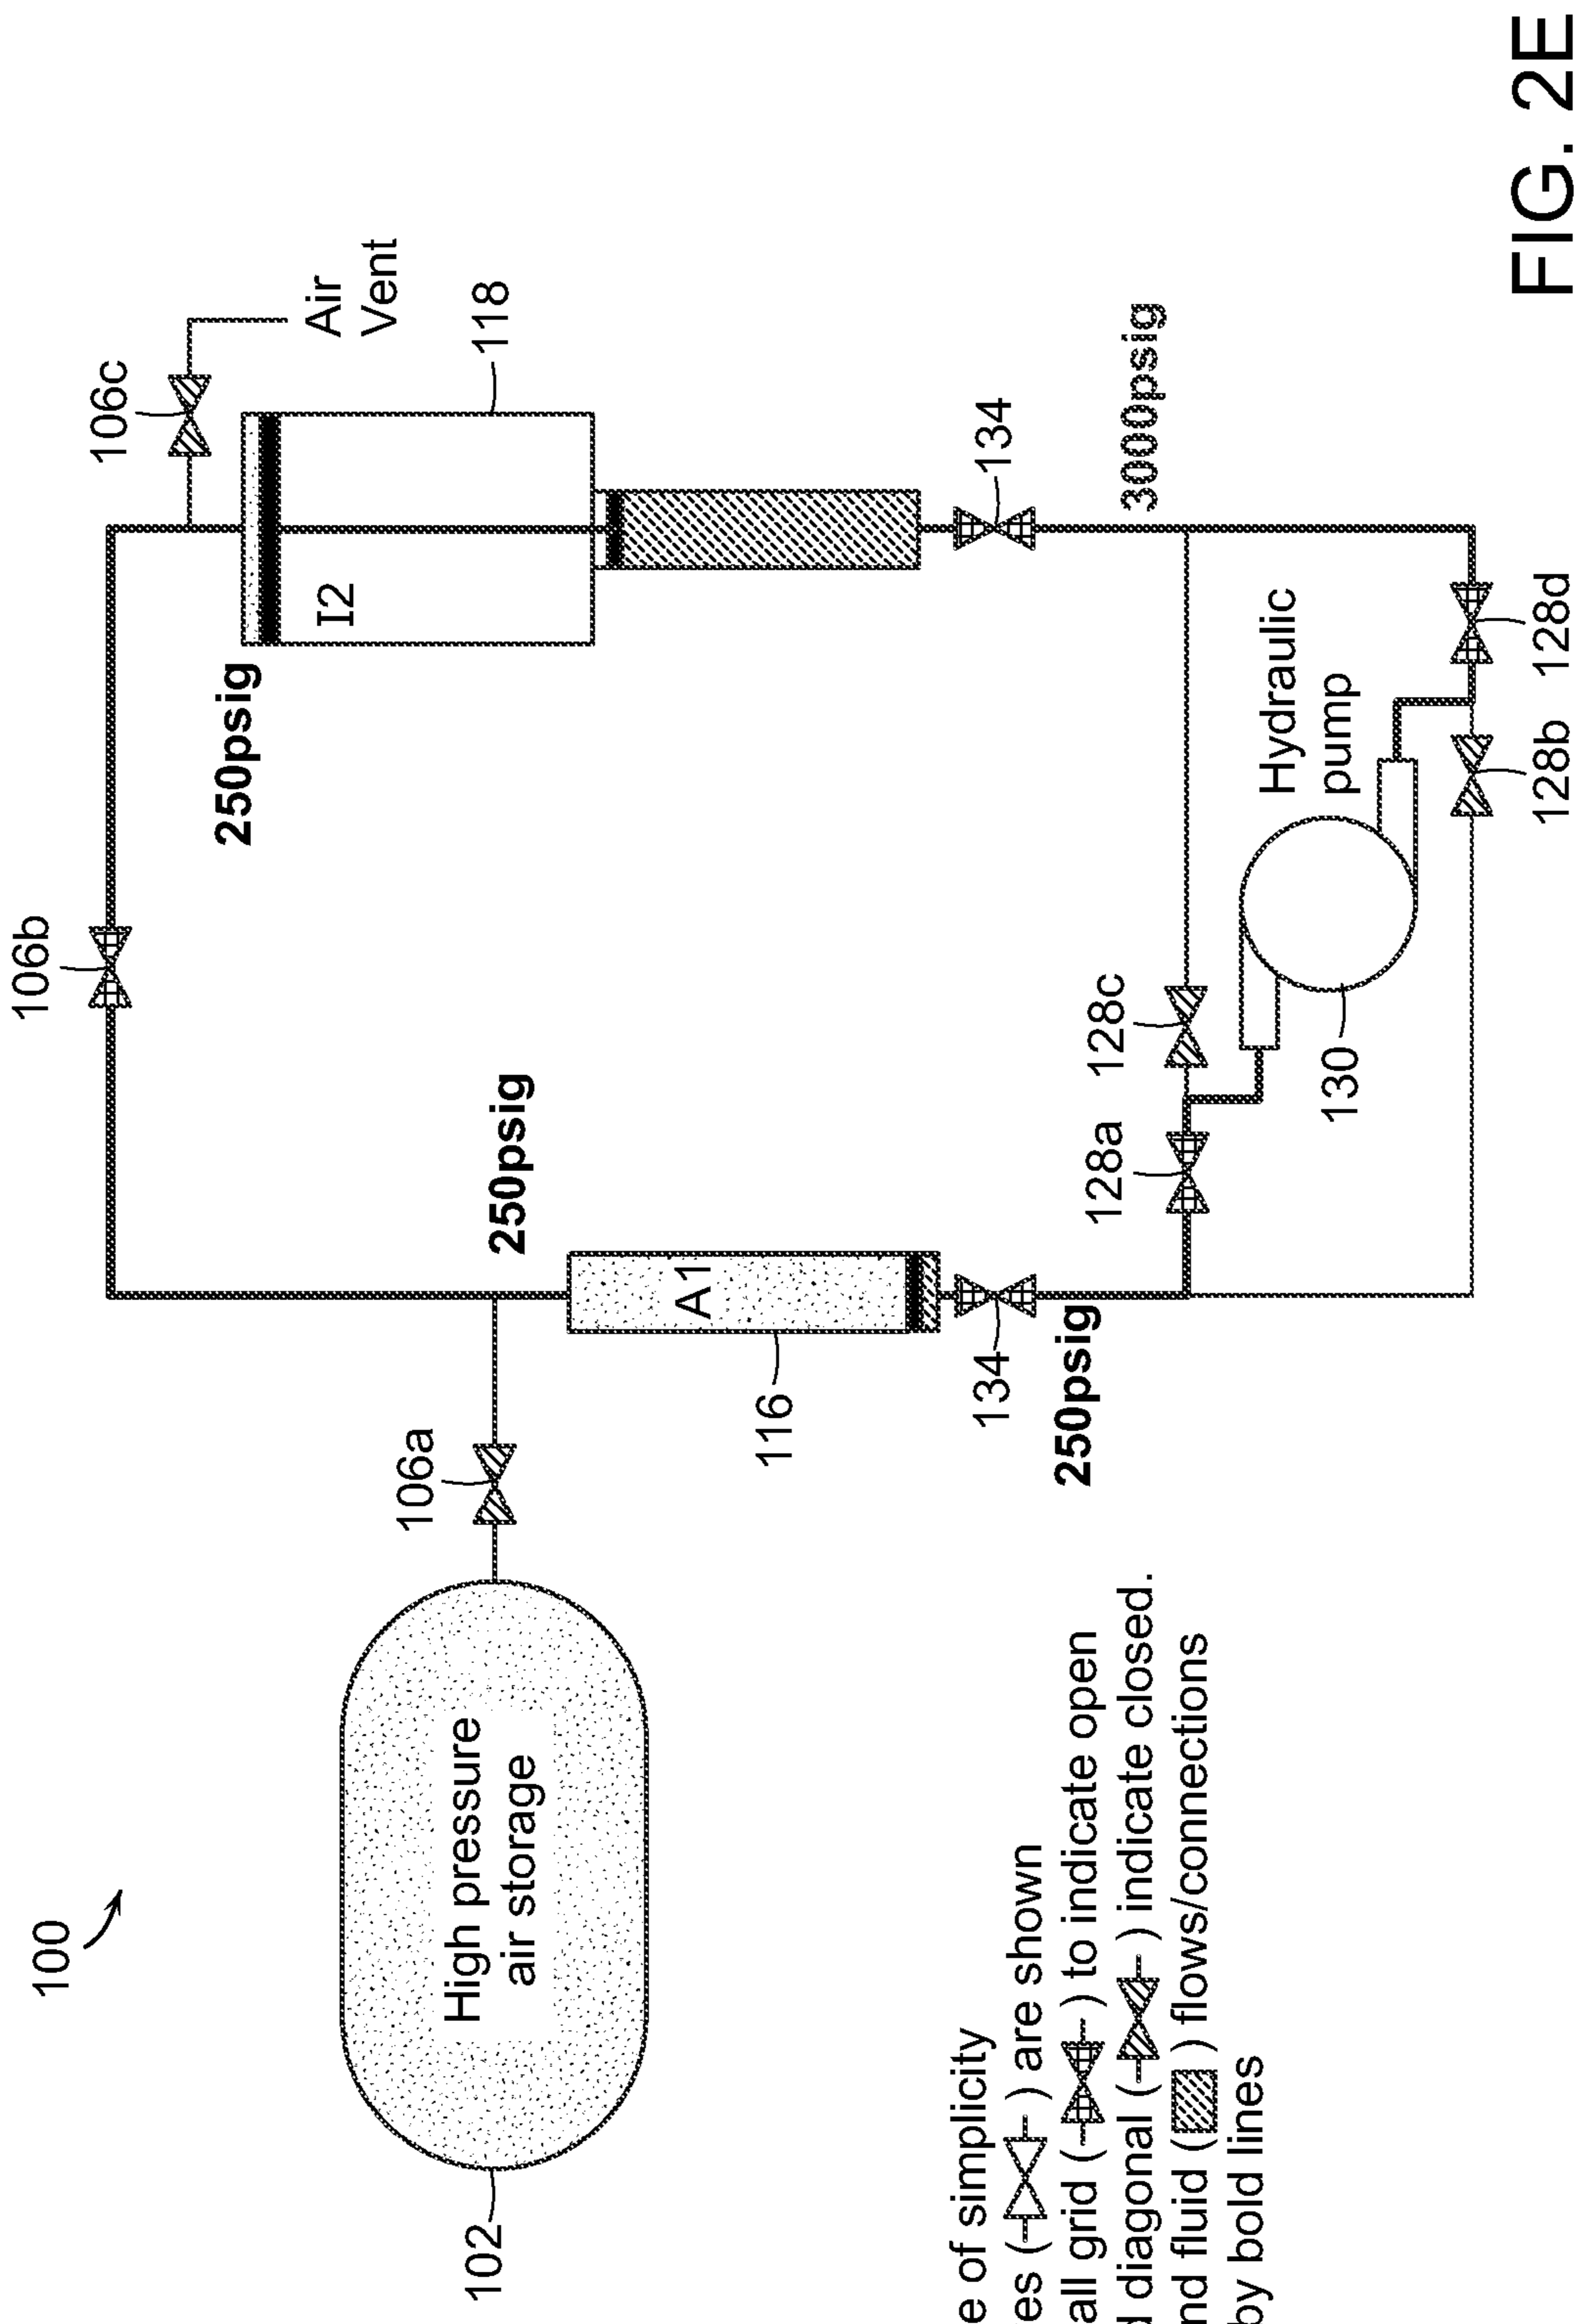 100
106b
106c
Air
Vent
250psig
I2
118
106a
102
High pressure
air storage
250psig
A1
116
134
134
250psig
3000psig
128a
128c
Hydraulic
pump
130
128b
128d
e of simplicity
es ( ) are shown
all grid ( ) to indicate open
d diagonal ( ) indicate closed.
nd fluid ( ) flows/connections
by bold lines
FIG. 2E